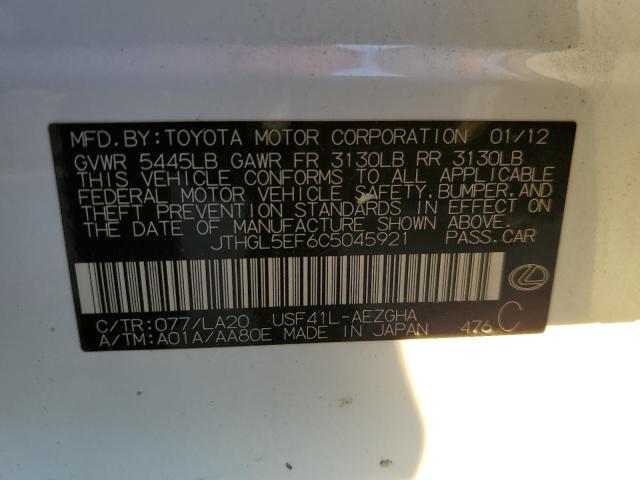 MFD.BY:TOYOTA MOTOR CORPORATION 01/12
GVWR 5445LB GAWR FR 3130LB RR 3130LB
THIS VEHICLE CONFORMS TO ALL APPLICABLE
FEDERAL MOTOR VEHICLE SAFETY,BUMPER,AND
THEFT PREVENTION STANDARDS IN EFFECT ON
THE DATE OF MANUFACTURE SHOWN ABOVE.
JTHGL5EF6C5045921 PASS.CAR
C/TR:077/LA20 USF41L-AEZGHA
A/TM:A01A/AA80E MADE IN JAPAN 476 C